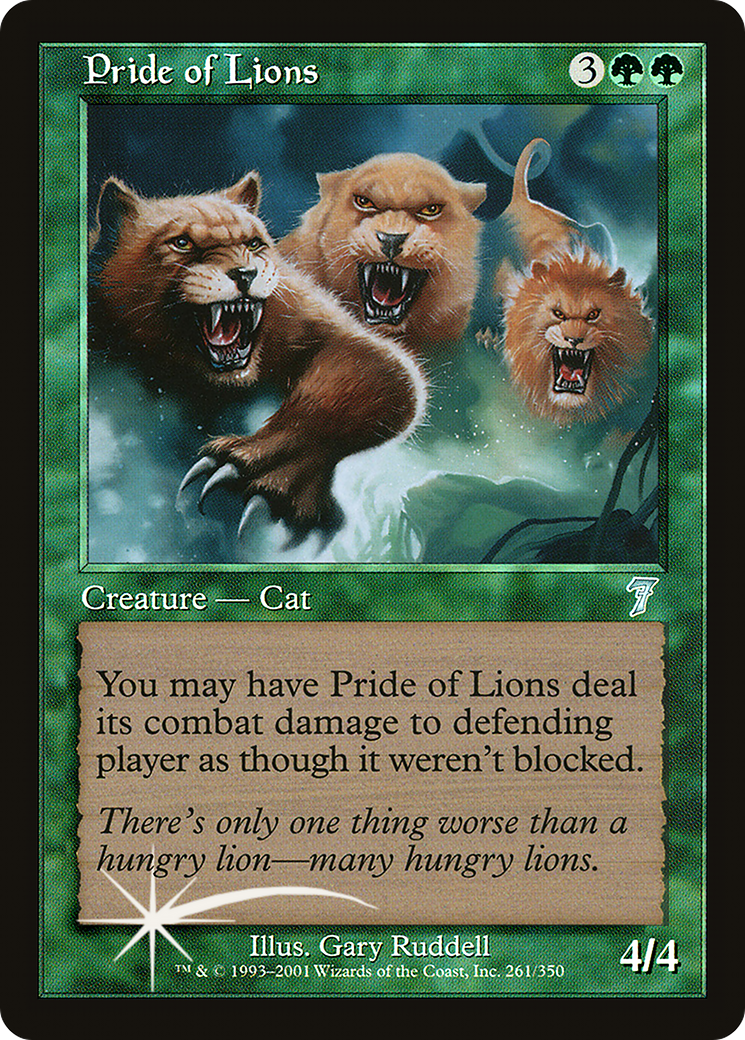 Pride of Lions 3
Creature — Cat 7
You may have Pride of Lions deal
its combat damage to defending
player as though it weren't blocked.
There's only one thing worse than a
hungry lion—many hungry lions.
Illus. Gary Ruddell
™ & © 1993–2001 Wizards of the Coast, Inc. 261/350
4/4